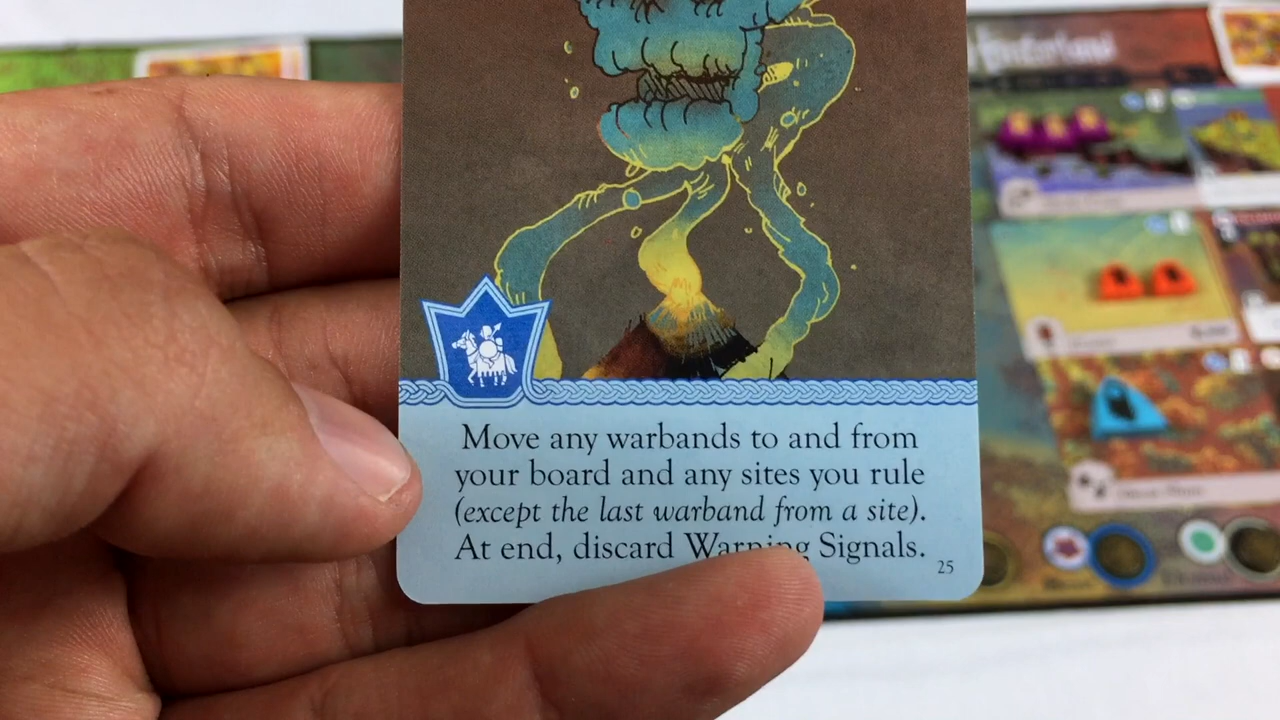 Move any warbands to and from
your board and any sites you rule
(except the last warband from a site).
At end, discard Warning Signals.
25